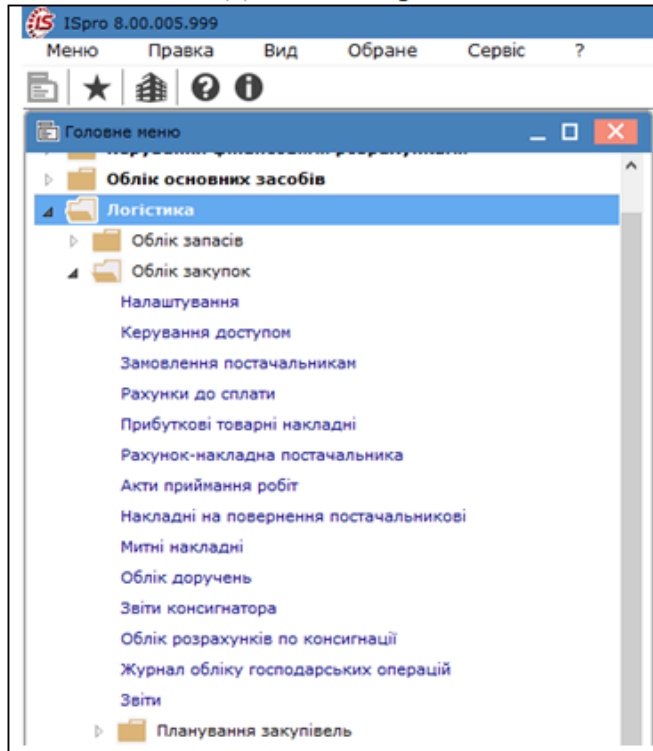 ISpro 8.00.005.999
Меню Правка Вид Обране Сервіс ?
Головне меню
Облік основних засобів
Логістика
Облік запасів
Облік закупок
Налаштування
Керування доступом
Замовлення постачальникам
Рахунки до сплати
Прибуткові товарні накладні
Рахунок-накладна постачальника
Акти приймання робіт
Накладні на повернення постачальникові
Митні накладні
Облік доручень
Звіти консигнатора
Облік розрахунків по консигнації
Журнал обліку господарських операцій
Звіти
Планування закупівель